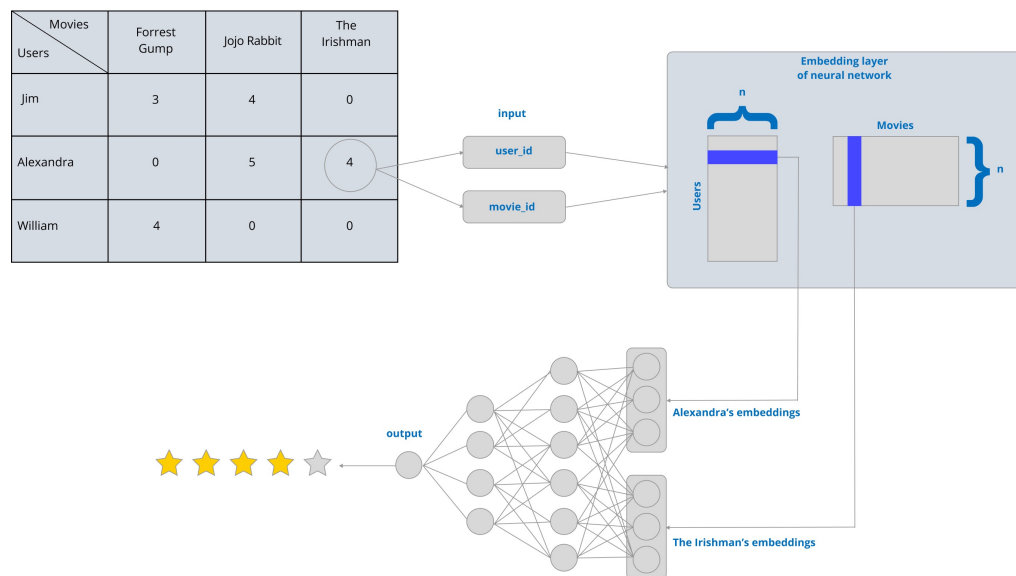 Movies
Users
Forrest
Gump
Jojo Rabbit
The
Irishman
Jim
3
4
0
Alexandra
0
5
4
William
4
0
0
input
user_id
movie_id
Embedding layer
of neural network
n
Users
Movies
n
Alexandra's embeddings
output
The Irishman's embeddings